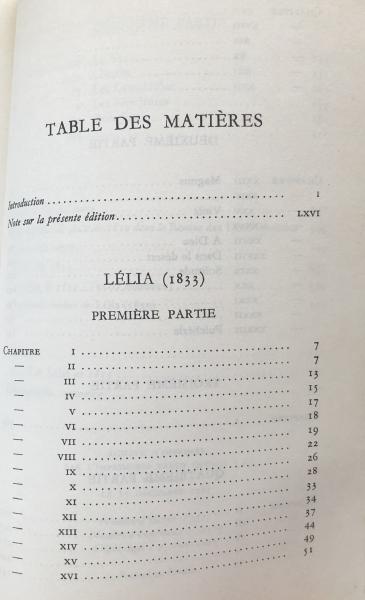 TABLE DES MATIÈRES
Introduction ........................................ I
Note sur la présente édition ........................ LXVI
LÉLIA (1833)
PREMIÈRE PARTIE
CHAPITRE I ........................................ 7
— II ........................................ 7
— III ........................................ 13
— IV ........................................ 15
— V ........................................ 17
— VI ........................................ 18
— VII ........................................ 19
— VIII ........................................ 22
— IX ........................................ 26
— X ........................................ 28
— XI ........................................ 33
— XII ........................................ 34
— XIII ........................................ 37
— XIV ........................................ 44
— XV ........................................ 49
— XVI ........................................ 51